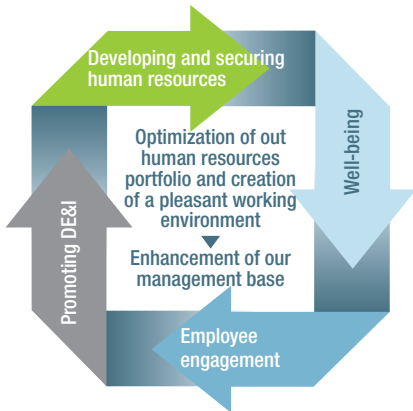 Developing and securing
human resources
Well-being
Optimization of out
human resources
portfolio and creation
of a pleasant working
environment
Enhancement of our
management base
Promoting DE&I
Employee
engagement